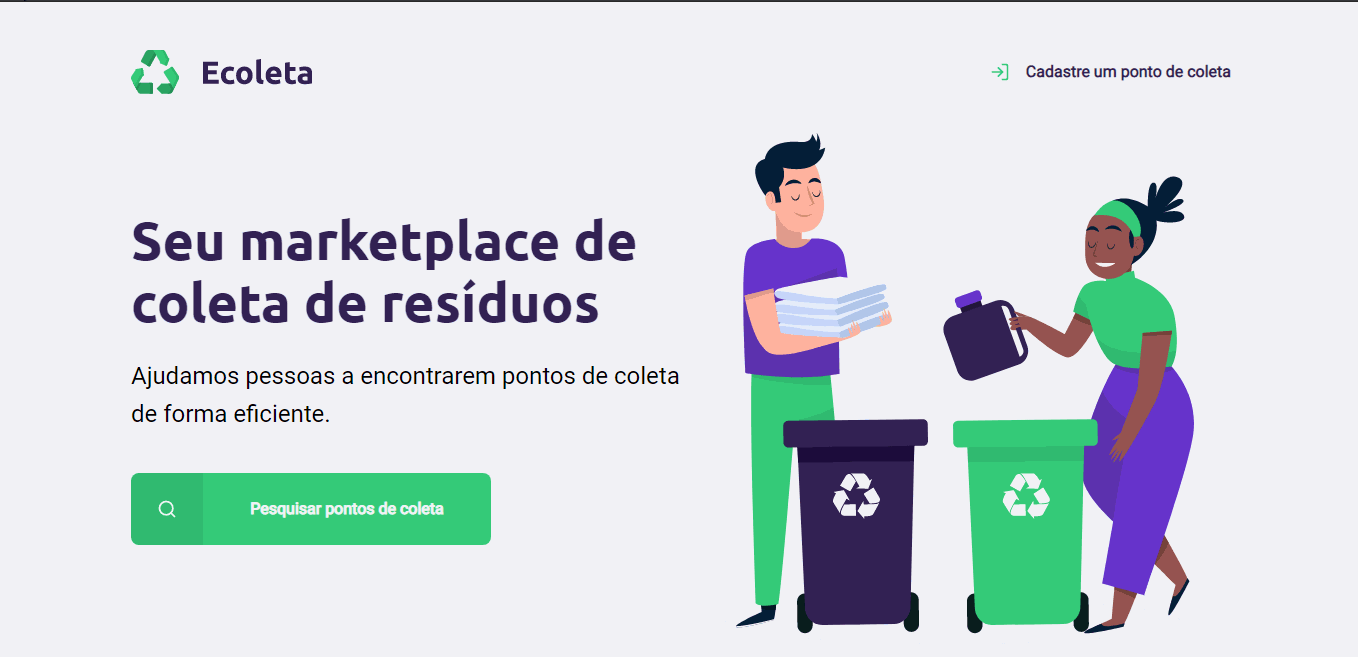 Ecoleta
Cadastre um ponto de coleta
Seu marketplace de
coleta de resíduos
Ajudamos pessoas a encontrarem pontos de coleta
de forma eficiente.
Pesquisar pontos de coleta